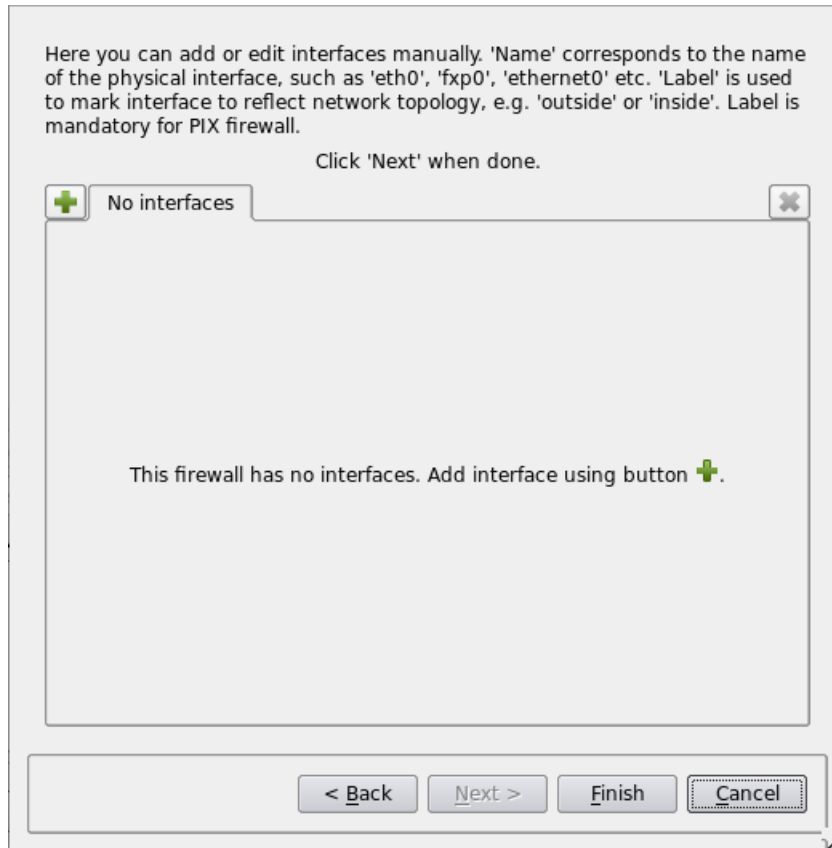 Here you can add or edit interfaces manually. 'Name' corresponds to the name
of the physical interface, such as 'eth0', 'fxp0', 'ethernet0' etc. 'Label' is used
to mark interface to reflect network topology, e.g. 'outside' or 'inside'. Label is
mandatory for PIX firewall.
Click 'Next' when done.
No interfaces
This firewall has no interfaces. Add interface using button .
< Back
Next >
Finish
Cancel